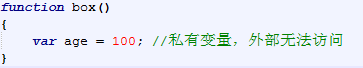 function box()
{
    var age = 100; //私有变量，外部无法访问
}